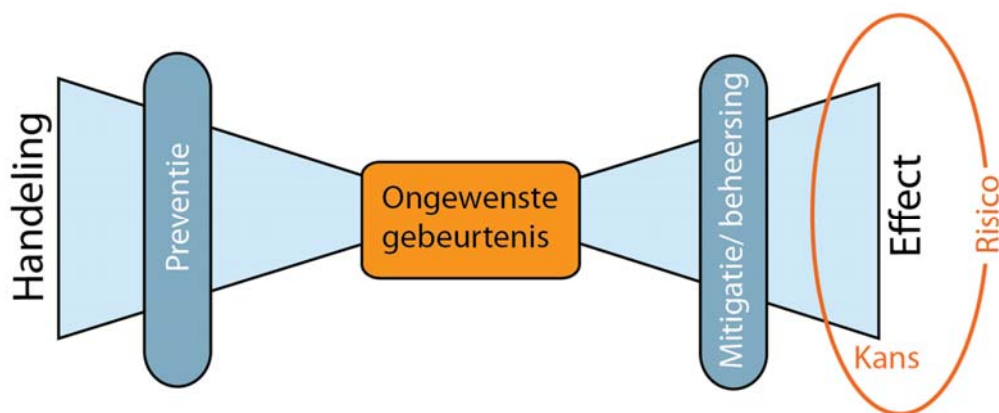 Handeling
Preventie
Ongewenste
gebeurtenis
Mitigatie/ beheersing
Effect
Kans
Risico